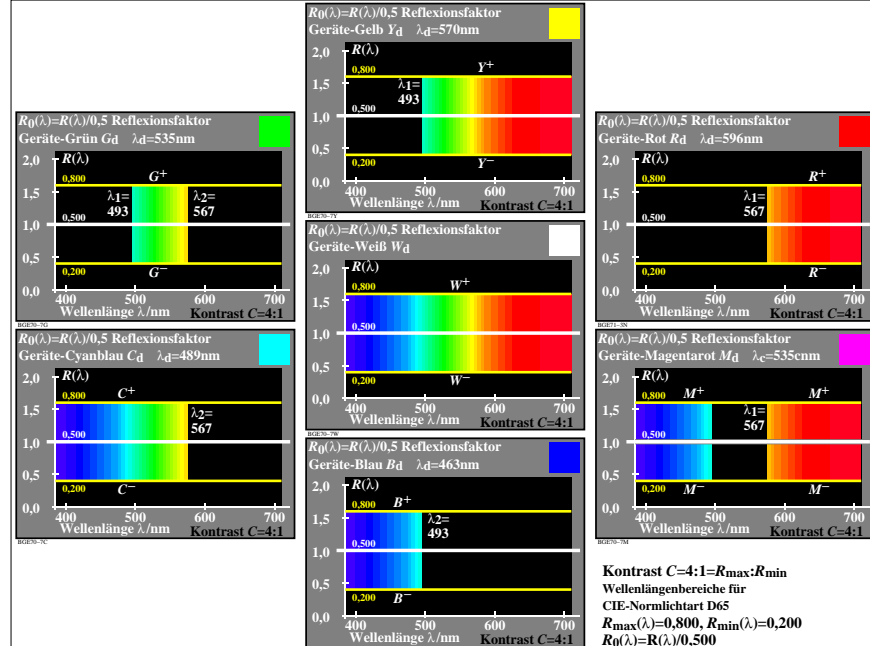 R0(λ)=R(λ)/0,5 Reflexionsfaktor
Geräte-Gelb Yd λd=570nm
2,0 R(λ)
0,800
Y+
1,5
λ1=
493
0,500
1,0
0,5
0,200
Y−
0,0
400 500 600 700
Wellenlänge λ/nm Kontrast C=4:1
BGE70-7Y
R0(λ)=R(λ)/0,5 Reflexionsfaktor
Geräte-Grün Gd λd=535nm
2,0 R(λ)
0,800
G+
1,5
λ1=
493
λ2=
567
0,500
1,0
0,5
0,200
G−
0,0
400 500 600 700
Wellenlänge λ/nm Kontrast C=4:1
BGE70-7G
R0(λ)=R(λ)/0,5 Reflexionsfaktor
Geräte-Rot Rd λd=596nm
2,0 R(λ)
0,800
R+
1,5
λ1=
567
0,500
1,0
0,5
0,200
R−
0,0
400 500 600 700
Wellenlänge λ/nm Kontrast C=4:1
BGE71-3N
R0(λ)=R(λ)/0,5 Reflexionsfaktor
Geräte-Weiß Wd
2,0 R(λ)
0,800
W+
1,5
0,500
1,0
0,5
0,200
W−
0,0
400 500 600 700
Wellenlänge λ/nm Kontrast C=4:1
BGE70-7W
R0(λ)=R(λ)/0,5 Reflexionsfaktor
Geräte-Cyanblau Cd λd=489nm
2,0 R(λ)
0,800
C+
1,5
λ2=
567
0,500
1,0
0,5
0,200
C−
0,0
400 500 600 700
Wellenlänge λ/nm Kontrast C=4:1
BGE70-7C
R0(λ)=R(λ)/0,5 Reflexionsfaktor
Geräte-Magentarot Md λc=535cnm
2,0 R(λ)
0,800
M+ M+
1,5
λ1=
567
0,500
1,0
0,5
0,200
M− M−
0,0
400 500 600 700
Wellenlänge λ/nm Kontrast C=4:1
BGE70-7M
R0(λ)=R(λ)/0,5 Reflexionsfaktor
Geräte-Blau Bd λd=463nm
2,0 R(λ)
0,800
B+
1,5
λ2=
493
0,500
1,0
0,5
0,200
B−
0,0
400 500 600 700
Wellenlänge λ/nm Kontrast C=4:1
Kontrast C=4:1=Rmax:Rmin
Wellenlängenbereiche für
CIE-Normlichtart D65
Rmax(λ)=0,800, Rmin(λ)=0,200
R0(λ)=R(λ)/0,500